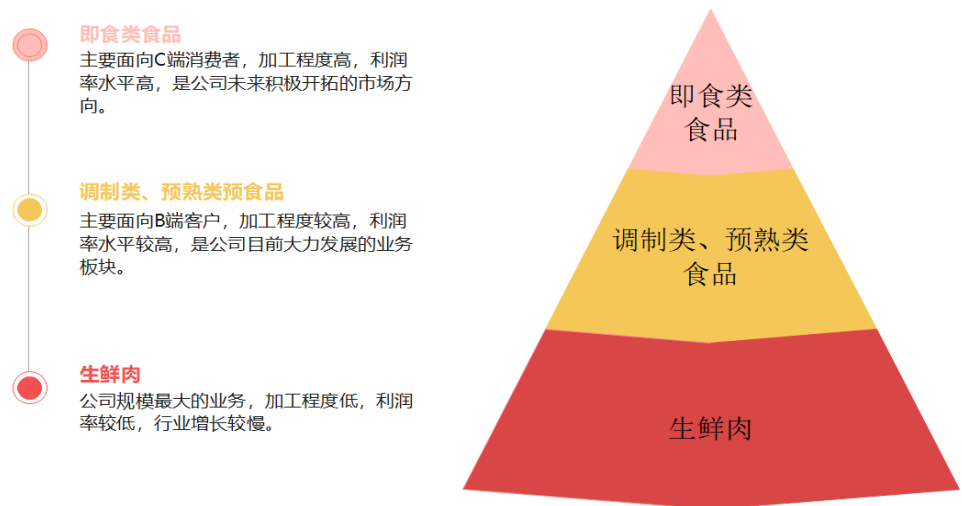 即食类食品
主要面向C端消费者，加工程度高，利润
率水平高，是公司未来积极开拓的市场方
向。
调制类、预熟类预食品
主要面向B端客户，加工程度较高，利润
率水平较高，是公司目前大力发展的业务
板块。
生鲜肉
公司规模最大的业务，加工程度低，利润
率较低，行业增长较慢。
即食类
食品
调制类、预熟类
食品
生鲜肉